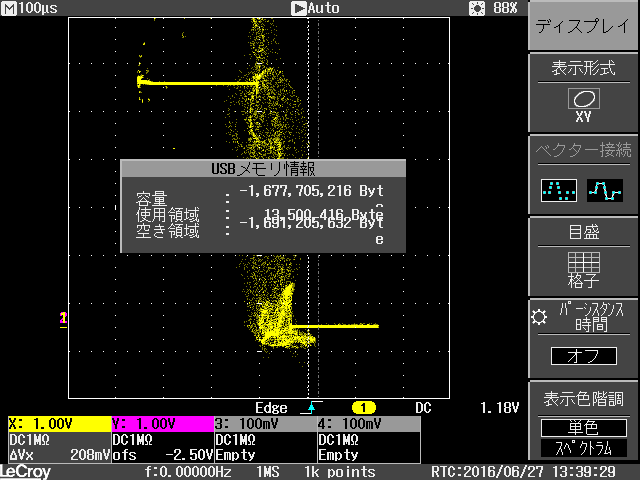 M 100μs
Auto
88%
ディスプレイ
表示形式
XY
ベクター接続
目盛
格子
パーシスタンス
時間
オフ
表示色階調
単色
スペクトラム
USBメモリ情報
容量 : -1,677,705,216 Byt
e
使用領域 : 13,500,416 Byte
空き領域 : -1,691,205,632 Byt
e
1
Edge
1
DC
1.18V
X: 1.00V
Y: 1.00V
3: 100mV
4: 100mV
DC1MΩ
DC1MΩ
DC1MΩ
DC1MΩ
ΔVx 208mV
ofs -2.50V
Empty
Empty
LeCroy
f:0.00000Hz
1MS
1k points
RTC:2016/06/27 13:39:29